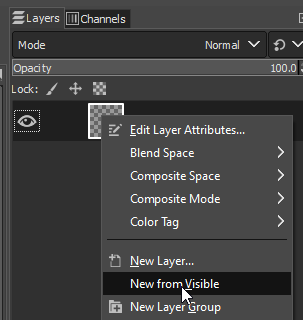 Layers Channels
Mode Normal
Opacity 100.0
Lock:
Edit Layer Attributes...
Blend Space
Composite Space
Composite Mode
Color Tag
New Layer...
New from Visible
New Layer Group